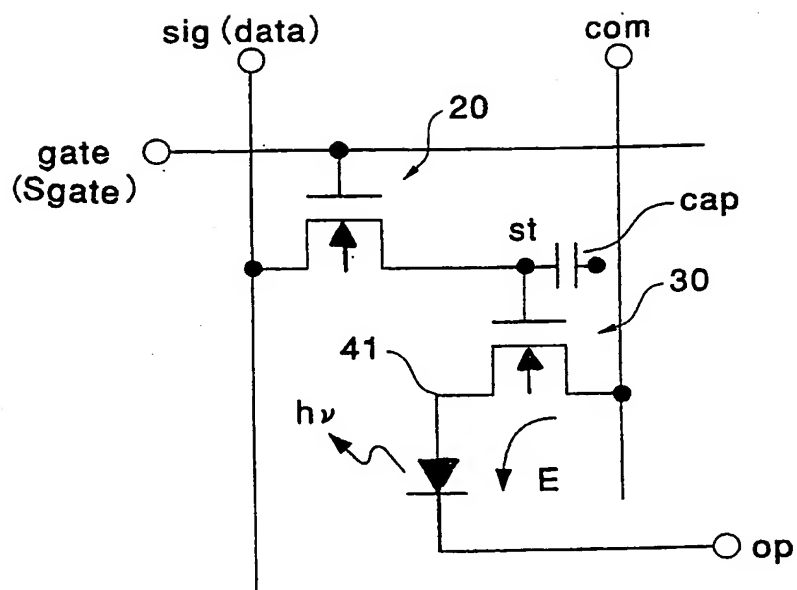 sig (data)
com
20
gate
(Sgate)
cap
st
30
41
hν
E
op